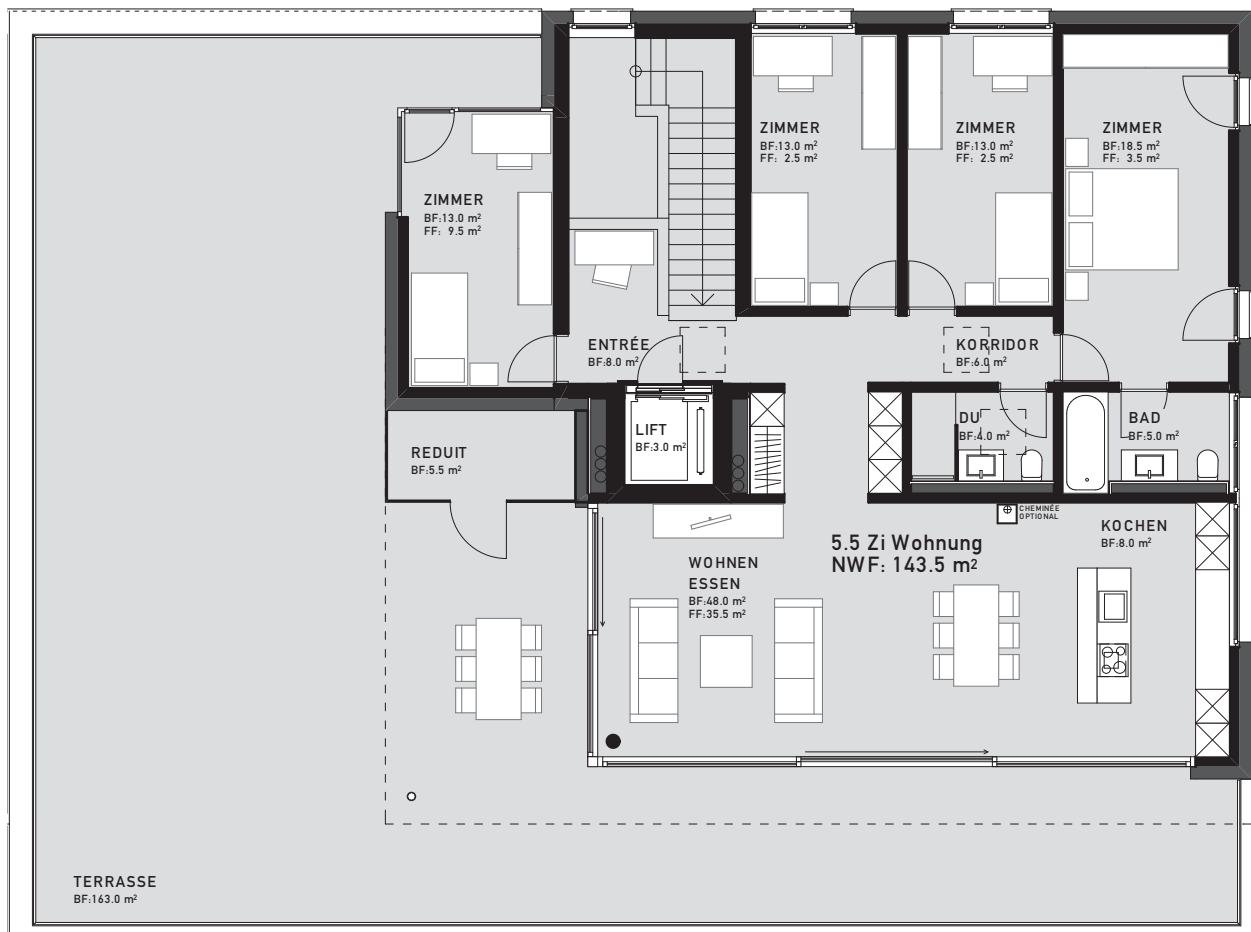 ZIMMER
BF:13.0 m²
FF: 2.5 m²
ZIMMER
BF:13.0 m²
FF: 2.5 m²
ZIMMER
BF:18.5 m²
FF: 3.5 m²
ZIMMER
BF:13.0 m²
FF: 9.5 m²
ENTRÉE
BF:8.0 m²
KORRIDOR
BF:6.0 m²
LIFT
BF:3.0 m²
DU
BF:4.0 m²
BAD
BF:5.0 m²
REDUIT
BF:5.5 m²
CHEMINÉE
OPTIONAL
KOCHEN
BF:8.0 m²
5.5 Zi Wohnung
NWF: 143.5 m²
WOHNEN
ESSEN
BF:48.0 m²
FF:35.5 m²
TERRASSE
BF:163.0 m²